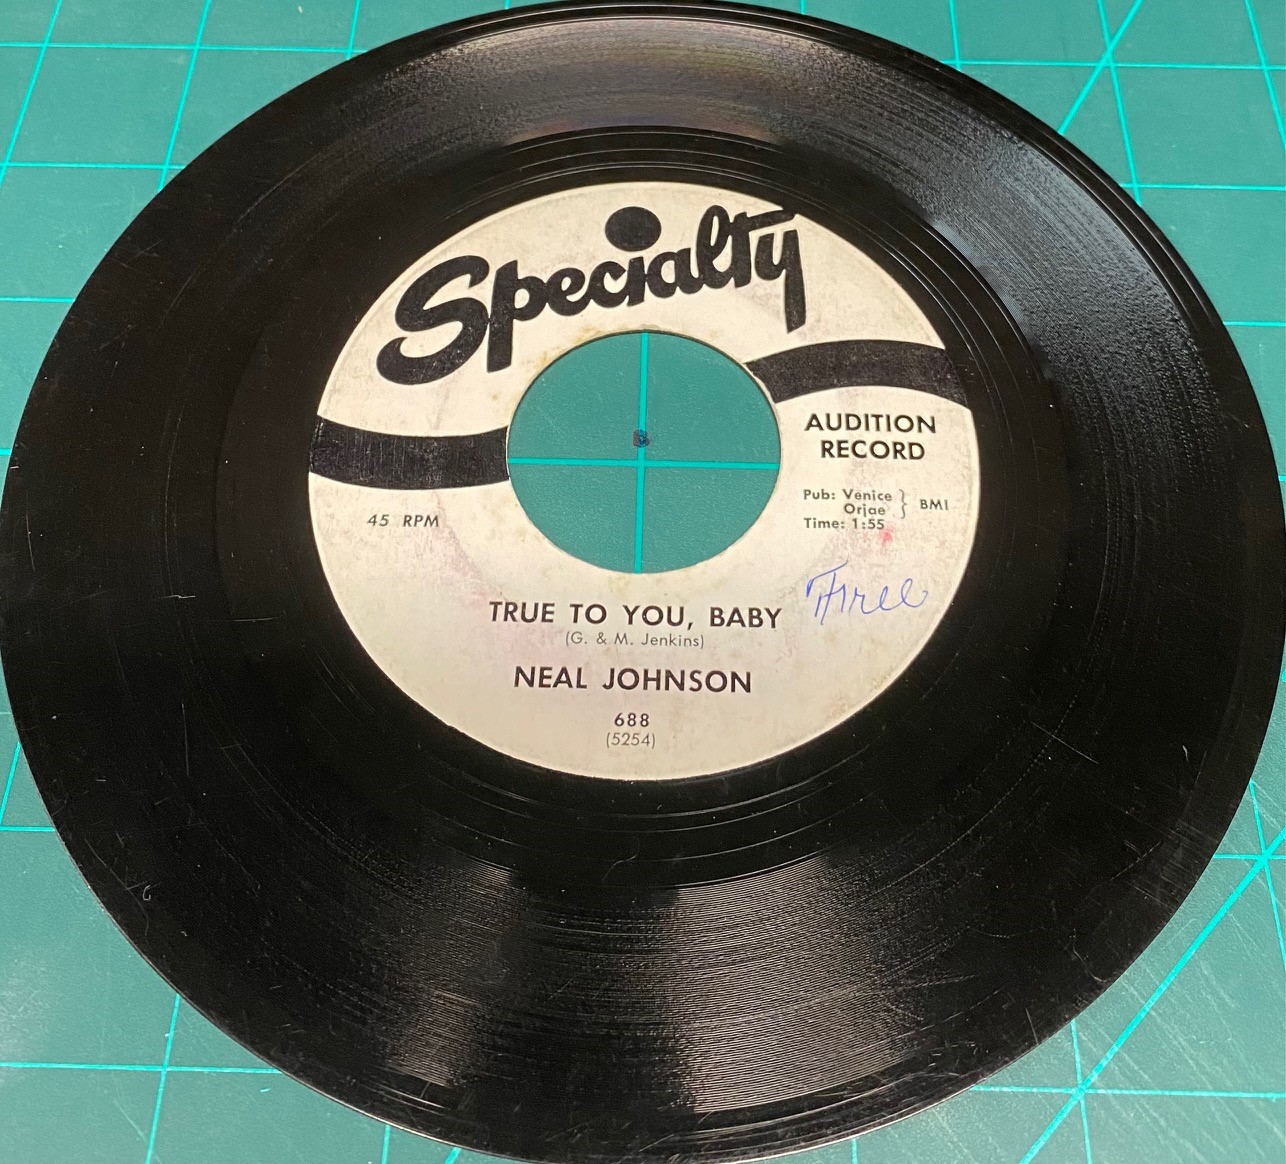 Specialty
AUDITION
RECORD
Pub: Venice } BMI
Orjae
Time: 1:55
45 RPM
TRUE TO YOU, BABY
(G. & M. Jenkins)
NEAL JOHNSON
688
(5254)